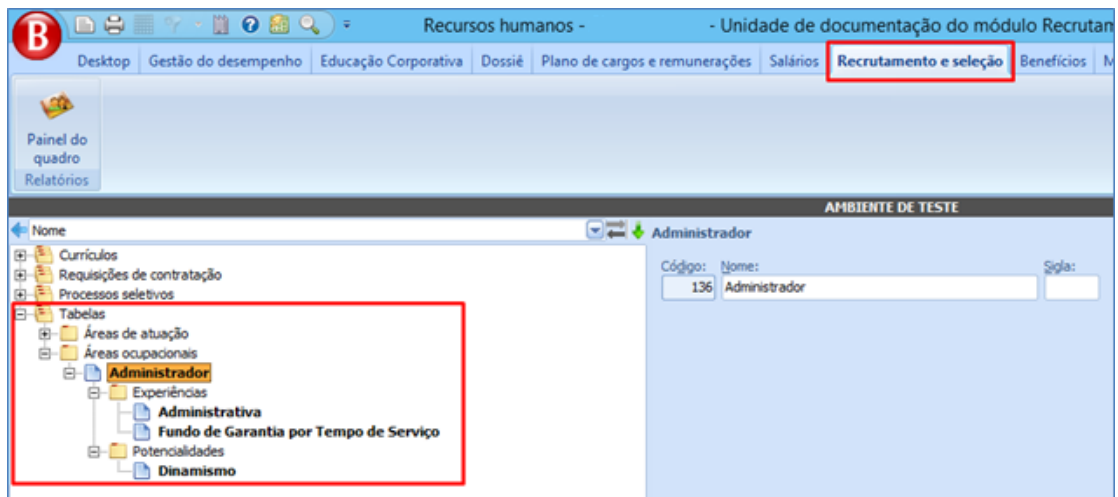 B
Recursos humanos - - Unidade de documentação do módulo Recrutam
Desktop Gestão do desempenho Educação Corporativa Dossiê Plano de cargos e remunerações Salários Recrutamento e seleção Benefícios M
Painel do
quadro
Relatórios
AMBIENTE DE TESTE
Nome
Administrador
Currículos
Requisições de contratação
Processos seletivos
Tabelas
Áreas de atuação
Áreas ocupacionais
Administrador
Experiências
Administrativa
Fundo de Garantia por Tempo de Serviço
Potencialidades
Dinamismo
Código: Nome: Sigla:
136 Administrador